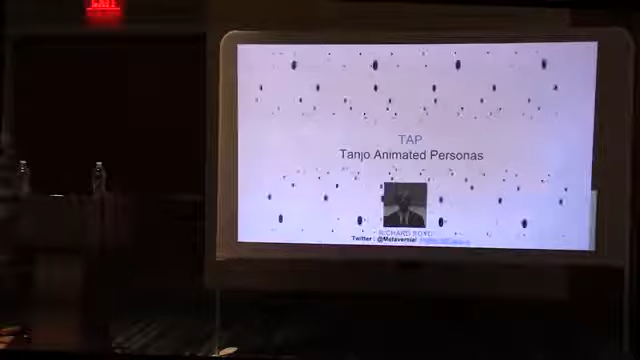 EXIT
TAP
Tanjo Animated Personas
RICHARD BOYD
Twitter : @Metaversial